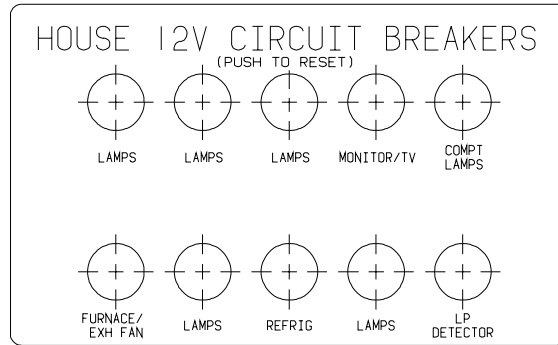 HOUSE 12V CIRCUIT BREAKERS
(PUSH TO RESET)
LAMPS LAMPS LAMPS MONITOR/TV COMPT
LAMPS
FURNACE/
EXH FAN LAMPS REFRIG LAMPS LP
DETECTOR